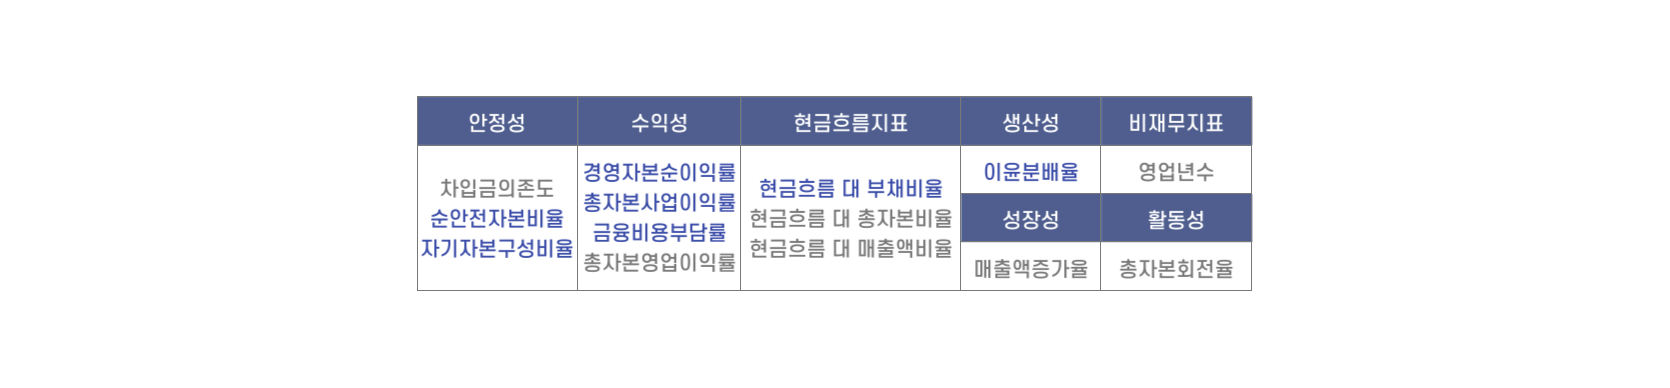 안정성
수익성
현금흐름지표
생산성
비재무지표
차입금의존도
순안전자본비율
자기자본구성비율
경영자본순이익률
총자본사업이익률
금융비용부담률
총자본영업이익률
현금흐름 대 부채비율
현금흐름 대 총자본비율
현금흐름 대 매출액비율
이윤분배율
영업년수
성장성
활동성
매출액증가율
총자본회전율